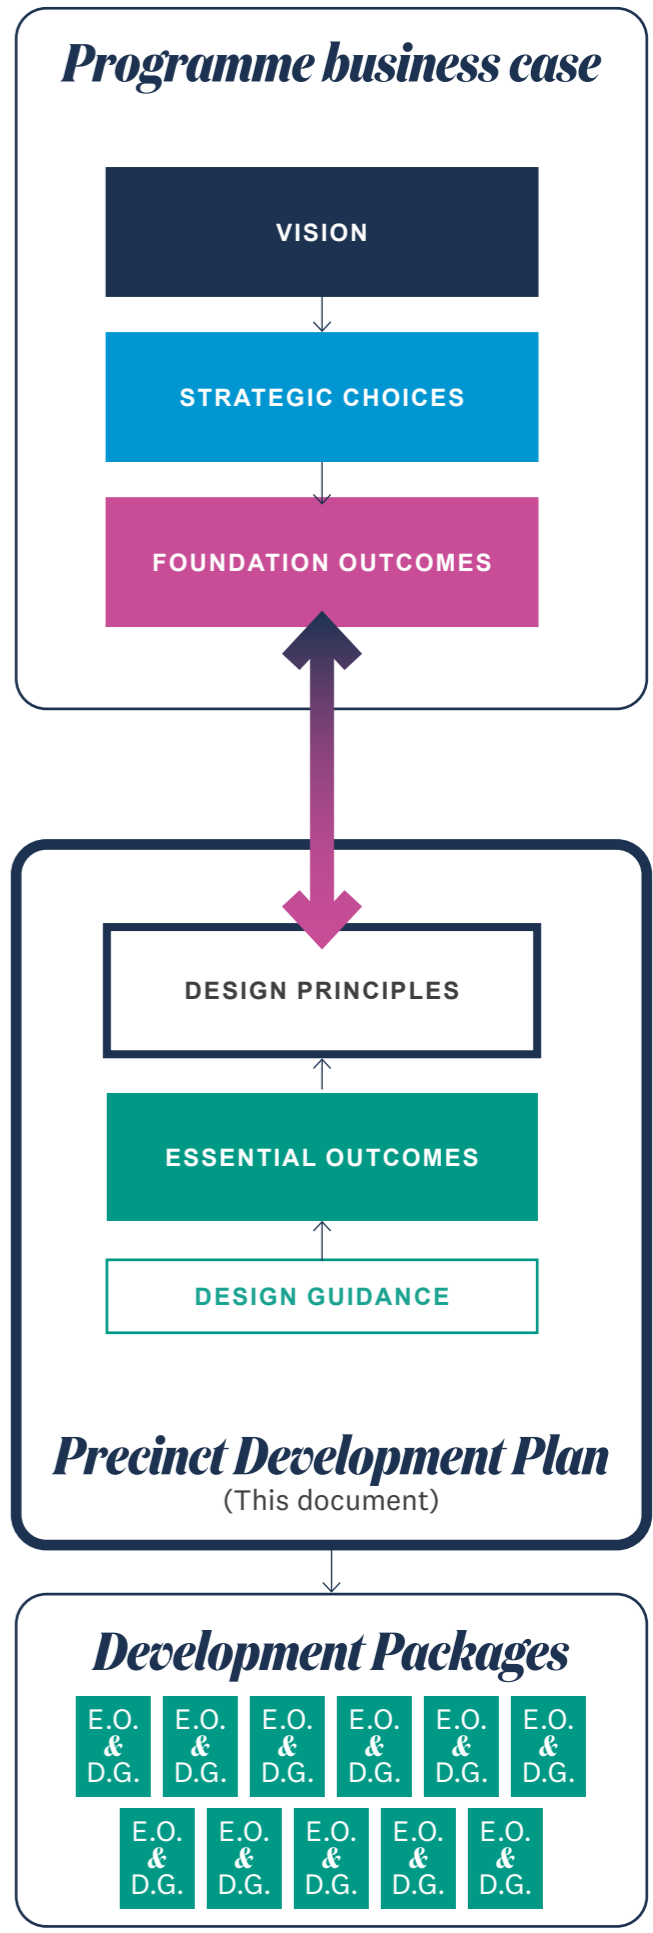 Programme business case
VISION
STRATEGIC CHOICES
FOUNDATION OUTCOMES
DESIGN PRINCIPLES
ESSENTIAL OUTCOMES
DESIGN GUIDANCE
Precinct Development Plan
(This document)
Development Packages
E.O.
&
D.G.
E.O.
&
D.G.
E.O.
&
D.G.
E.O.
&
D.G.
E.O.
&
D.G.
E.O.
&
D.G.
E.O.
&
D.G.
E.O.
&
D.G.
E.O.
&
D.G.
E.O.
&
D.G.
E.O.
&
D.G.